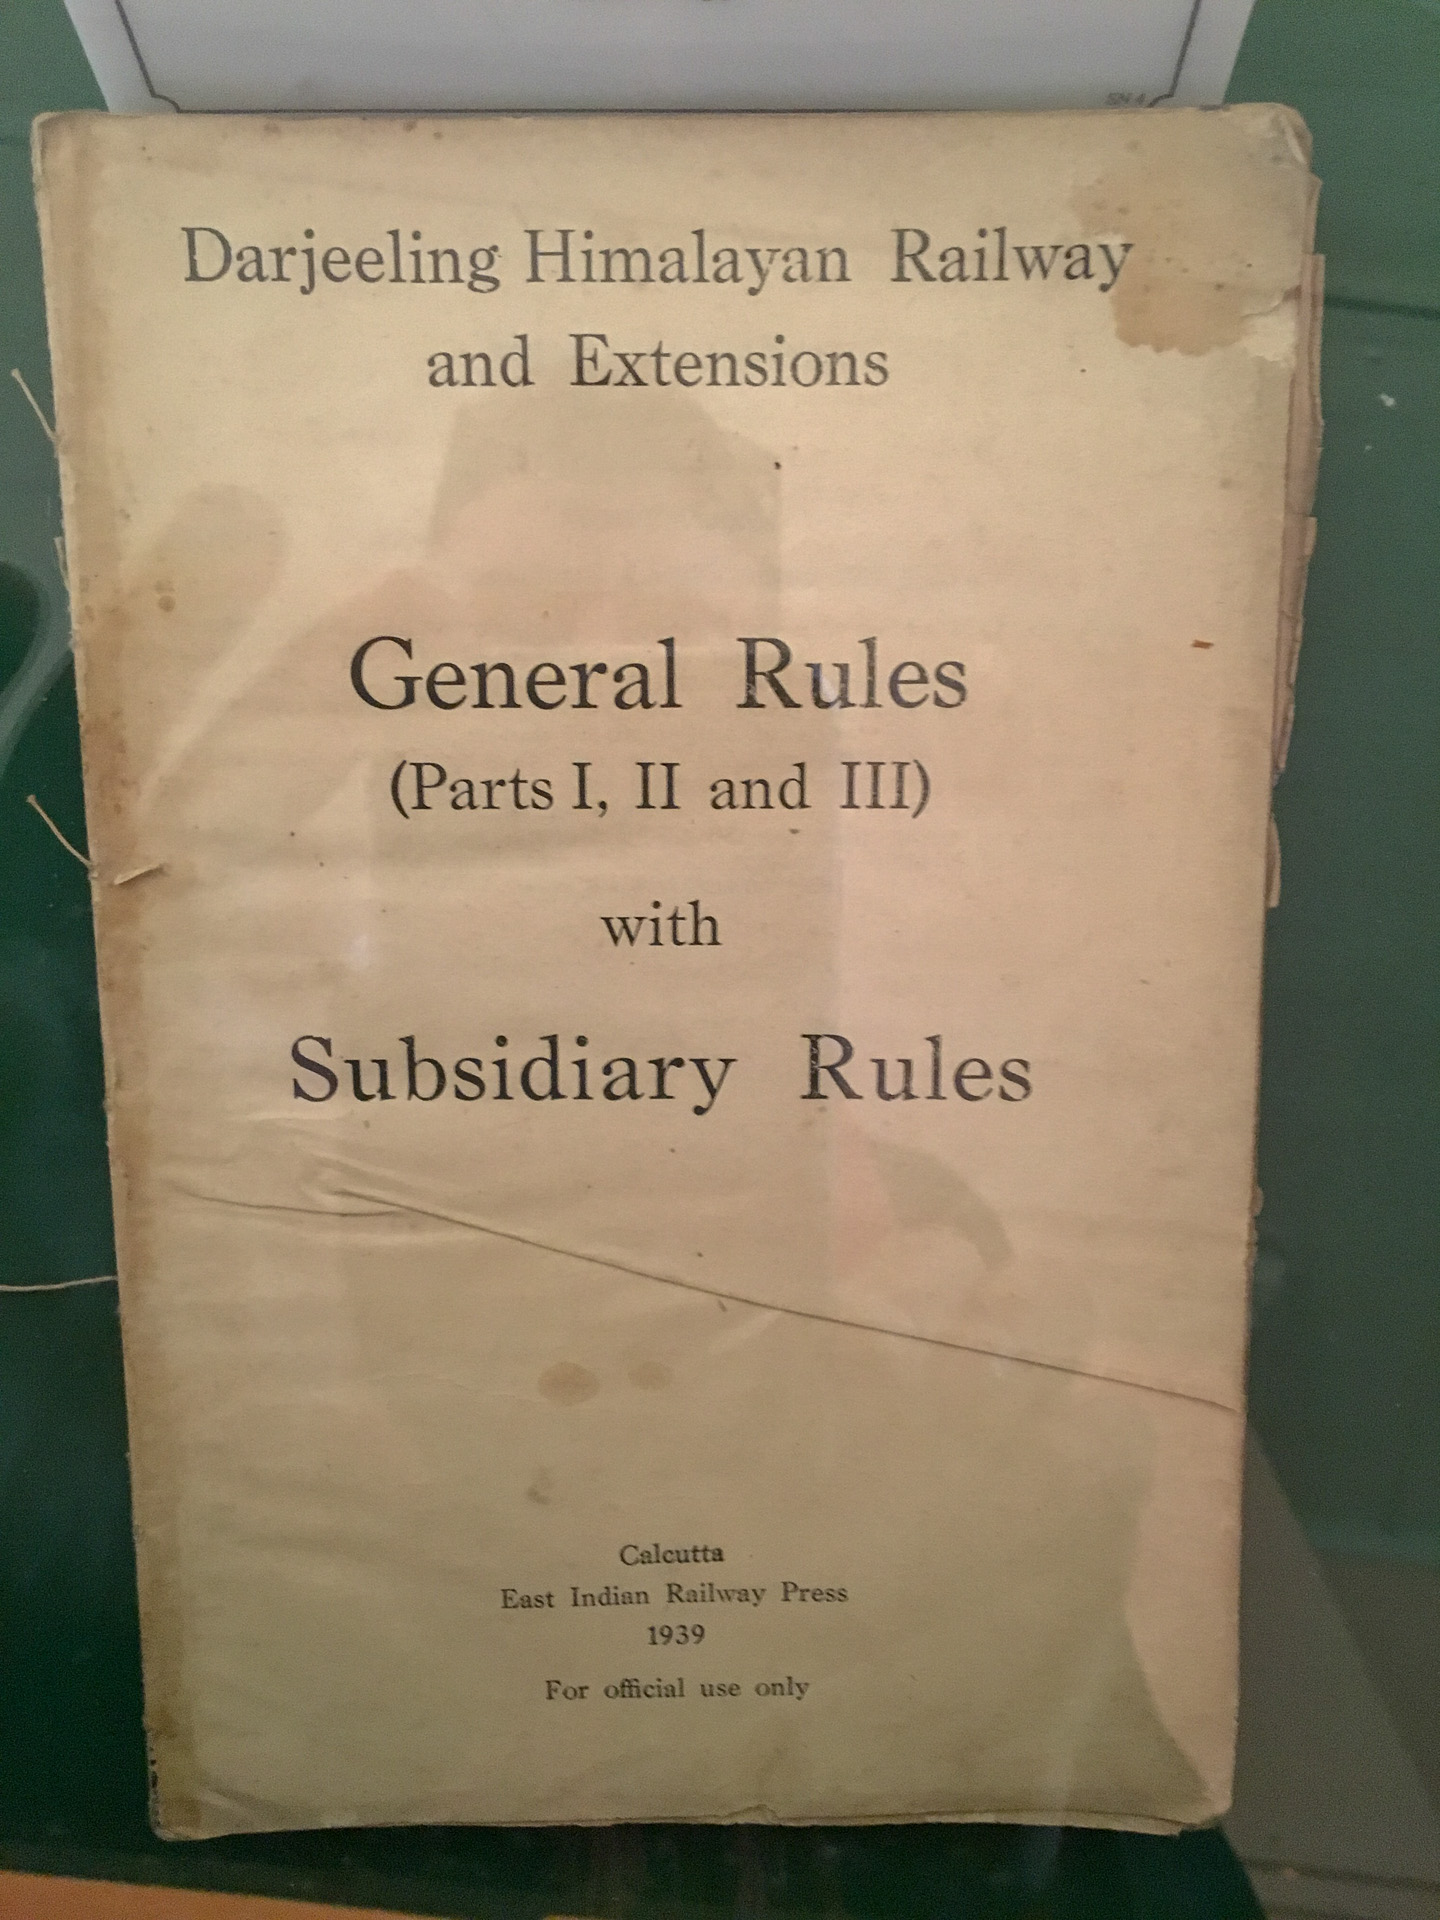 Darjeeling Himalayan Railway
and Extensions
General Rules
(Parts I, II and III)
with
Subsidiary Rules
Calcutta
East Indian Railway Press
1939
For official use only